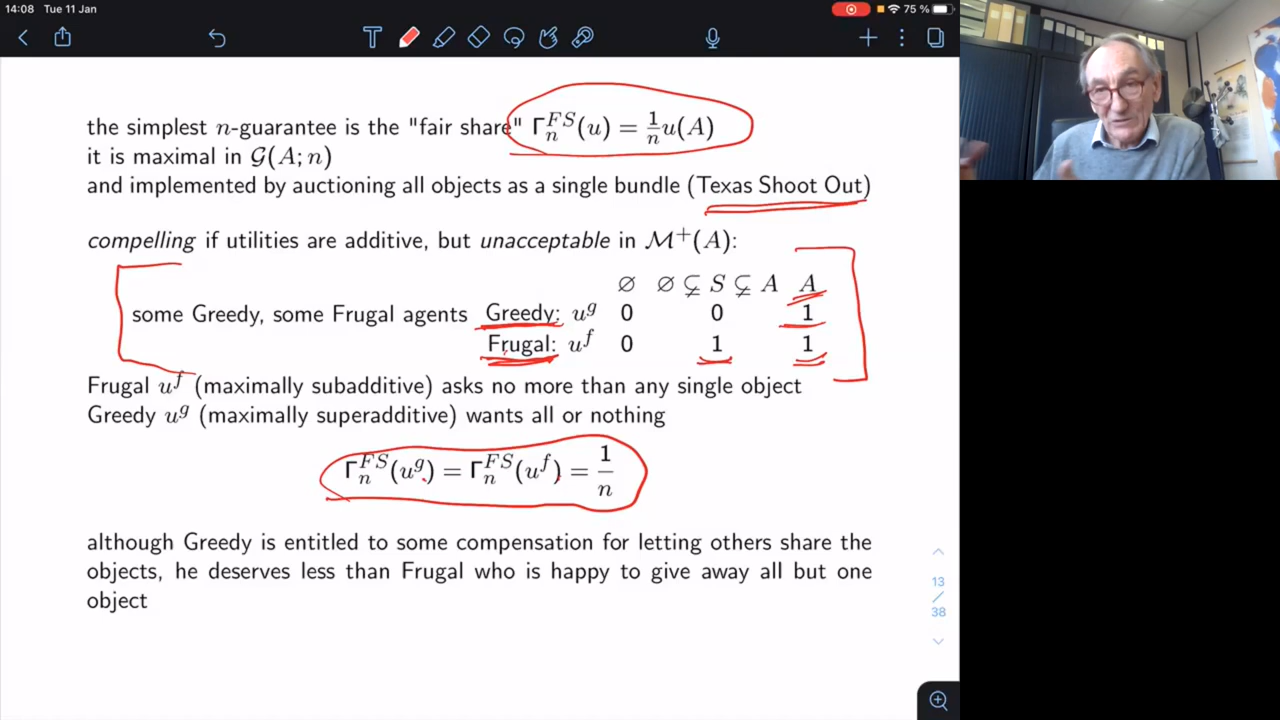 14:08 Tue 11 Jan
75 %
the simplest n-guarantee is the "fair share" Γ_n^{FS}(u) = 1/n u(A)
it is maximal in 𝒢(A; n)
and implemented by auctioning all objects as a single bundle (Texas Shoot Out)
compelling if utilities are additive, but unacceptable in ℳ⁺(A):
∅ ∅ ⊊ S ⊊ A A
some Greedy, some Frugal agents Greedy: u^g 0 0 1
Frugal: u^f 0 1 1
Frugal u^f (maximally subadditive) asks no more than any single object
Greedy u^g (maximally superadditive) wants all or nothing
Γ_n^{FS}(u^g) = Γ_n^{FS}(u^f) = 1/n
although Greedy is entitled to some compensation for letting others share the
objects, he deserves less than Frugal who is happy to give away all but one
object
13
/
38